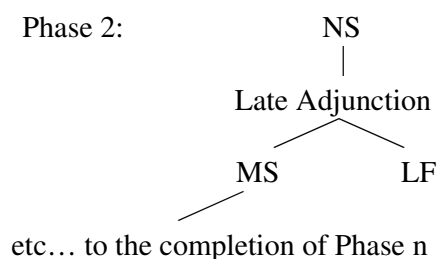 Phase 2: NS
Late Adjunction
MS LF
etc… to the completion of Phase n